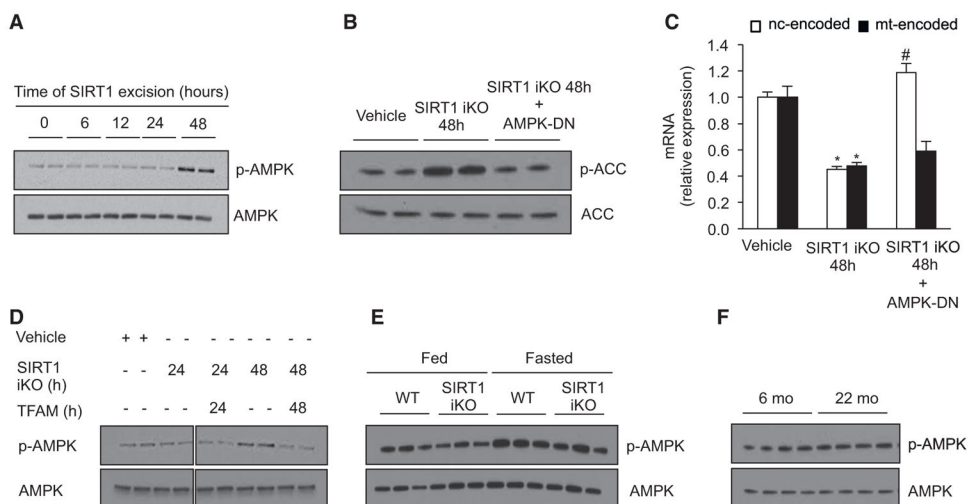 A
Time of SIRT1 excision (hours)
0 6 12 24 48
p-AMPK
AMPK
B
Vehicle SIRT1 iKO 48h SIRT1 iKO 48h + AMPK-DN
p-ACC
ACC
C
nc-encoded mt-encoded
mRNA
(relative expression)
1.4
1.2
1.0
0.8
0.6
0.4
0.2
0.0
* * #
Vehicle SIRT1 iKO 48h SIRT1 iKO 48h + AMPK-DN
D
Vehicle + + - - - - - - - -
SIRT1 iKO (h) - - 24 24 48 48
TFAM (h) - - - - 24 - - 48
p-AMPK
AMPK
E
Fed Fasted
WT SIRT1 iKO WT SIRT1 iKO
p-AMPK
AMPK
F
6 mo 22 mo
p-AMPK
AMPK